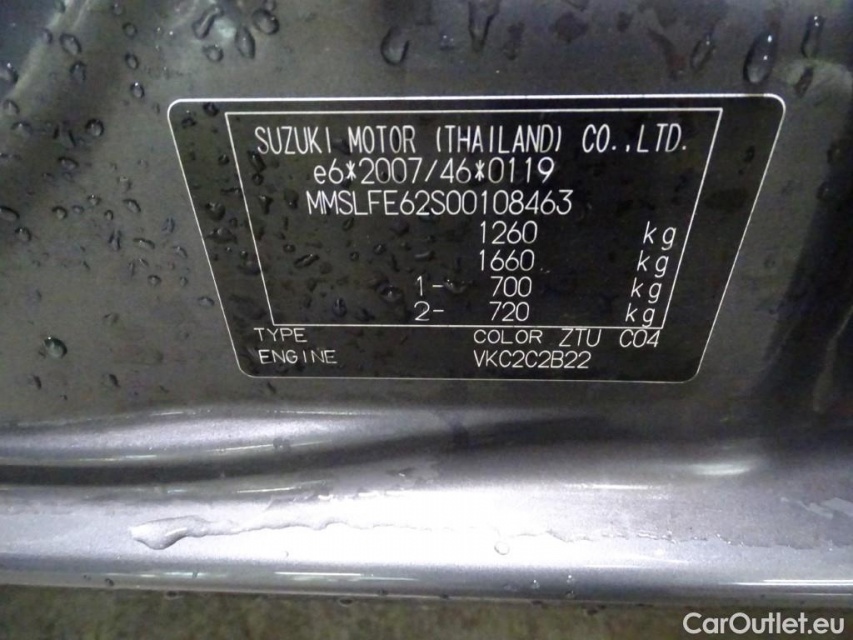 SUZUKI MOTOR (THAILAND) CO.,LTD.
e6*2007/46*0119
MMSLFE62S00108463
1260 kg
1660 kg
1- 700 kg
2- 720 kg
TYPE COLOR ZTU C04
ENGINE VKC2C2B22
CarOutlet.eu